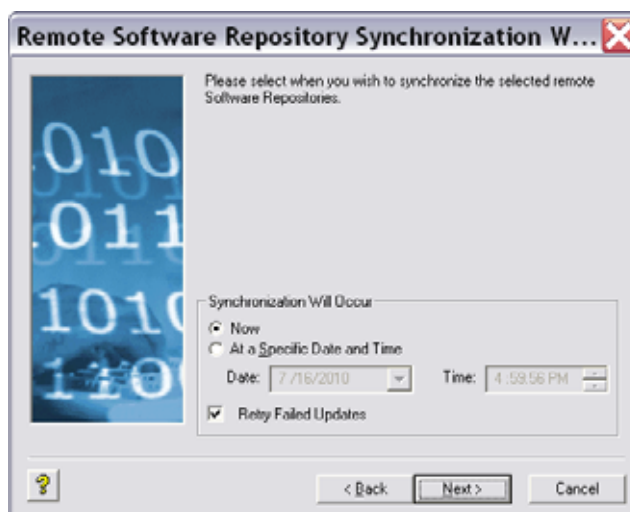 Remote Software Repository Synchronization W...
Please select when you wish to synchronize the selected remote
Software Repositories.
010
.011
1010
1100
Synchronization Will Occur
Now
At a Specific Date and Time
Date: 7/16/2010 Time: 4:59:56 PM
Retry Failed Updates
? < Back Next > Cancel